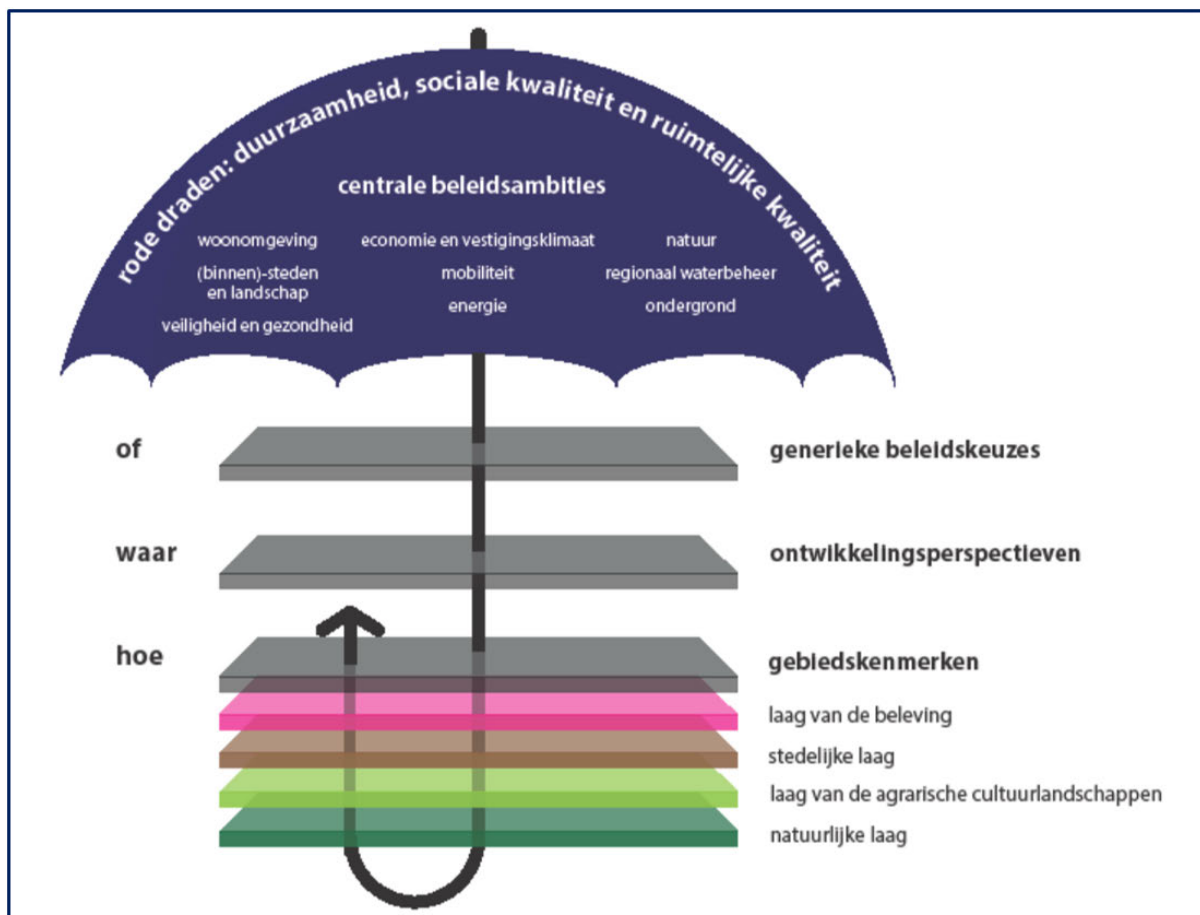 rode draden: duurzaamheid, sociale kwaliteit en ruimtelijke kwaliteit
centrale beleidsambities
woonomgeving
(binnen)-steden
en landschap
veiligheid en gezondheid
economie en vestigingsklimaat
mobiliteit
energie
natuur
regionaal waterbeheer
ondergrond
of
generieke beleidskeuzes
waar
ontwikkelingsperspectieven
hoe
gebiedskenmerken
laag van de beleving
stedelijke laag
laag van de agrarische cultuurlandschappen
natuurlijke laag